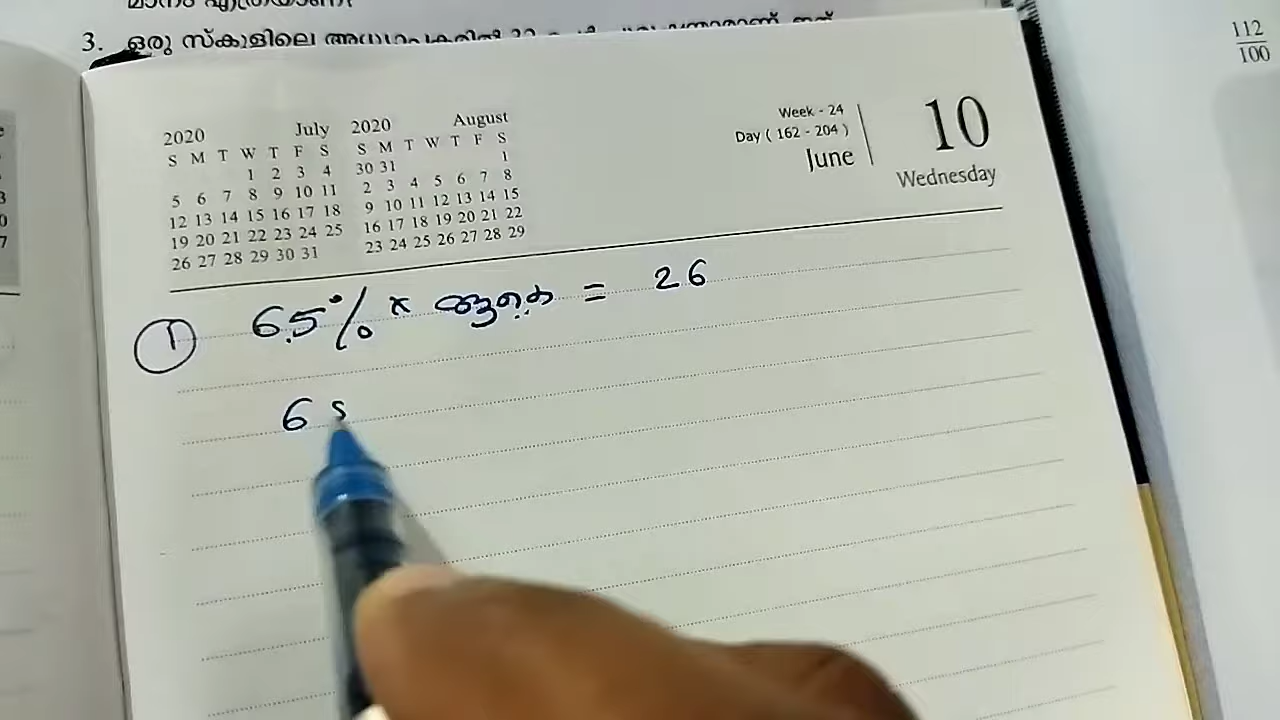 3. ഒരു സ്കൂളിലെ
112
100
2020 July
S M T W T F S
1 2 3 4
5 6 7 8 9 10 11
12 13 14 15 16 17 18
19 20 21 22 23 24 25
26 27 28 29 30 31
2020 August
S M T W T F S
30 31 1
2 3 4 5 6 7 8
9 10 11 12 13 14 15
16 17 18 19 20 21 22
23 24 25 26 27 28 29
Week - 24
Day ( 162 - 204 )
June
10
Wednesday
① 6.5% × തുക = 26
6 5